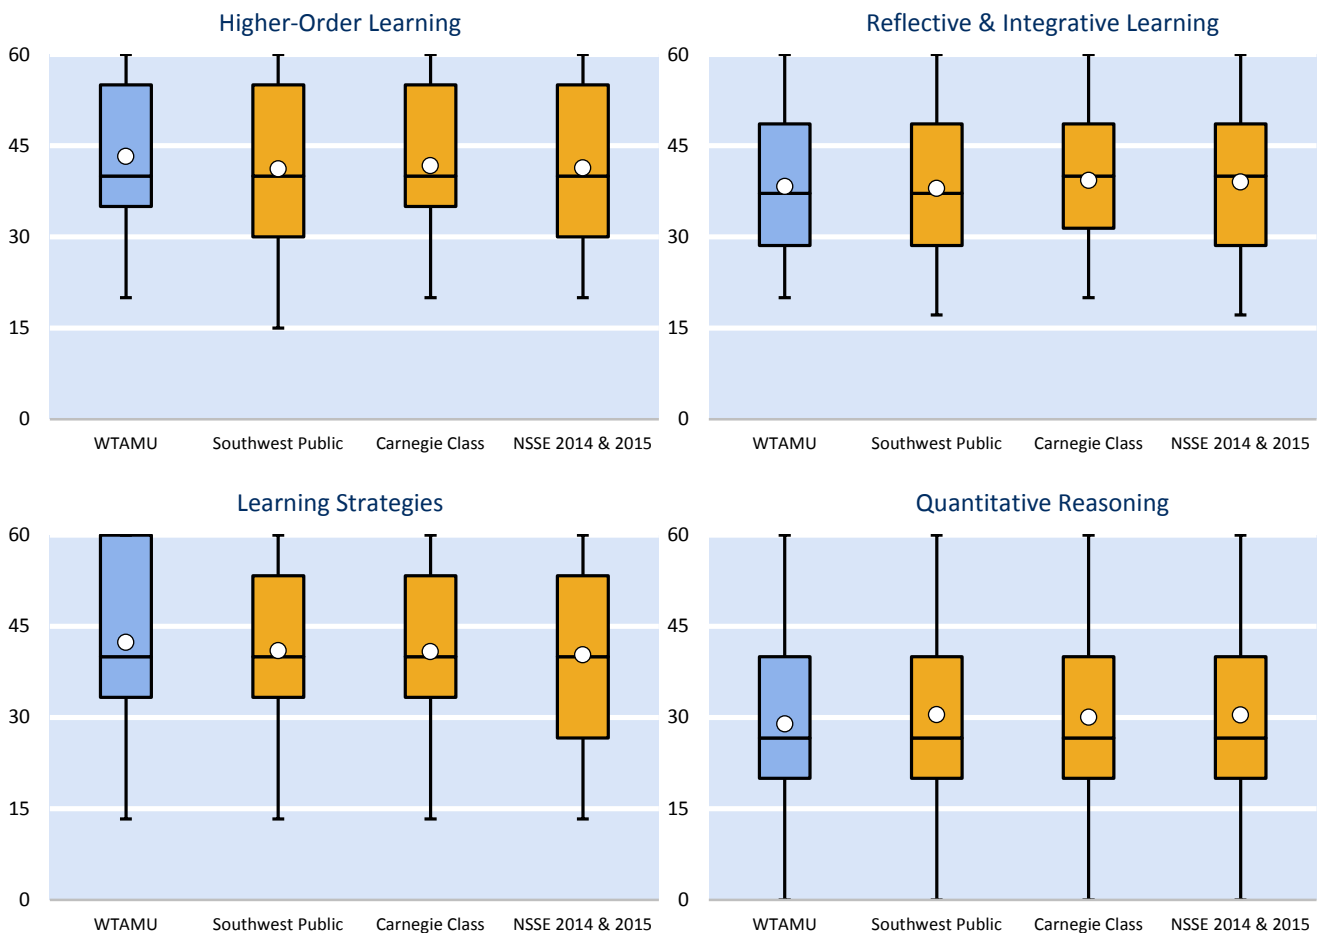 Higher-Order Learning
60
45
30
15
0
WTAMU Southwest Public Carnegie Class NSSE 2014 & 2015
Reflective & Integrative Learning
60
45
30
15
0
WTAMU Southwest Public Carnegie Class NSSE 2014 & 2015
Learning Strategies
60
45
30
15
0
WTAMU Southwest Public Carnegie Class NSSE 2014 & 2015
Quantitative Reasoning
60
45
30
15
0
WTAMU Southwest Public Carnegie Class NSSE 2014 & 2015